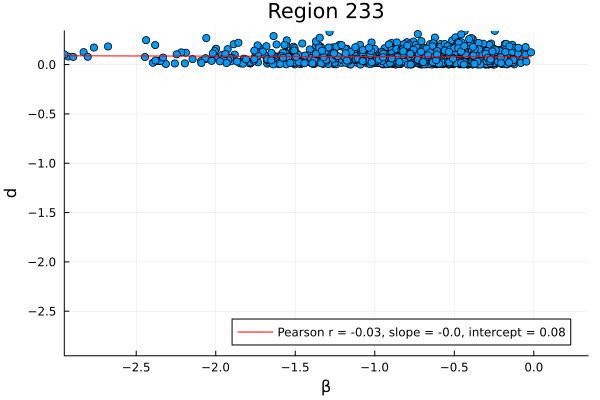 Region 233
d
0.0
−0.5
−1.0
−1.5
−2.0
−2.5
Pearson r = -0.03, slope = -0.0, intercept = 0.08
−2.5 −2.0 −1.5 −1.0 −0.5 0.0
β